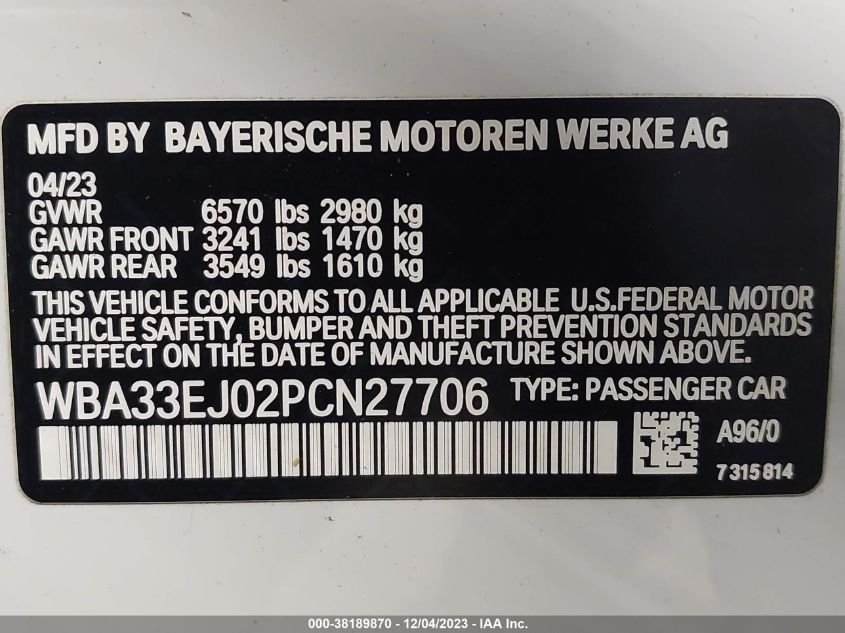 MFD BY BAYERISCHE MOTOREN WERKE AG
04/23
GVWR 6570 lbs 2980 kg
GAWR FRONT 3241 lbs 1470 kg
GAWR REAR 3549 lbs 1610 kg
THIS VEHICLE CONFORMS TO ALL APPLICABLE U.S.FEDERAL MOTOR
VEHICLE SAFETY, BUMPER AND THEFT PREVENTION STANDARDS
IN EFFECT ON THE DATE OF MANUFACTURE SHOWN ABOVE.
WBA33EJ02PCN27706 TYPE: PASSENGER CAR
A96/0
7315814
000-38189870 - 12/04/2023 - IAA Inc.